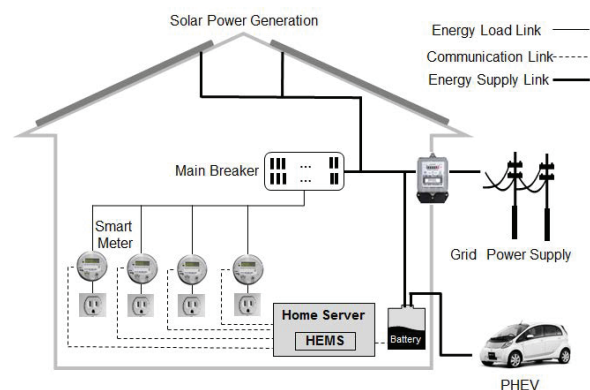 Solar Power Generation
Energy Load Link
Communication Link
Energy Supply Link
Main Breaker
Smart
Meter
Grid Power Supply
Home Server
HEMS
Battery
PHEV